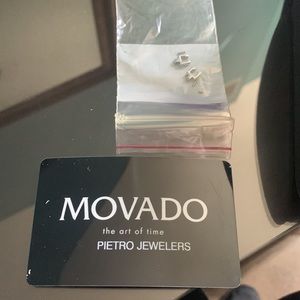 MOVADO
the art of time
PIETRO JEWELERS